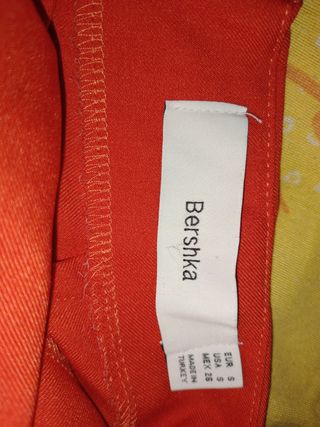 Bershka
EUR S
USA S
MEX 26
MADE IN
TURKEY